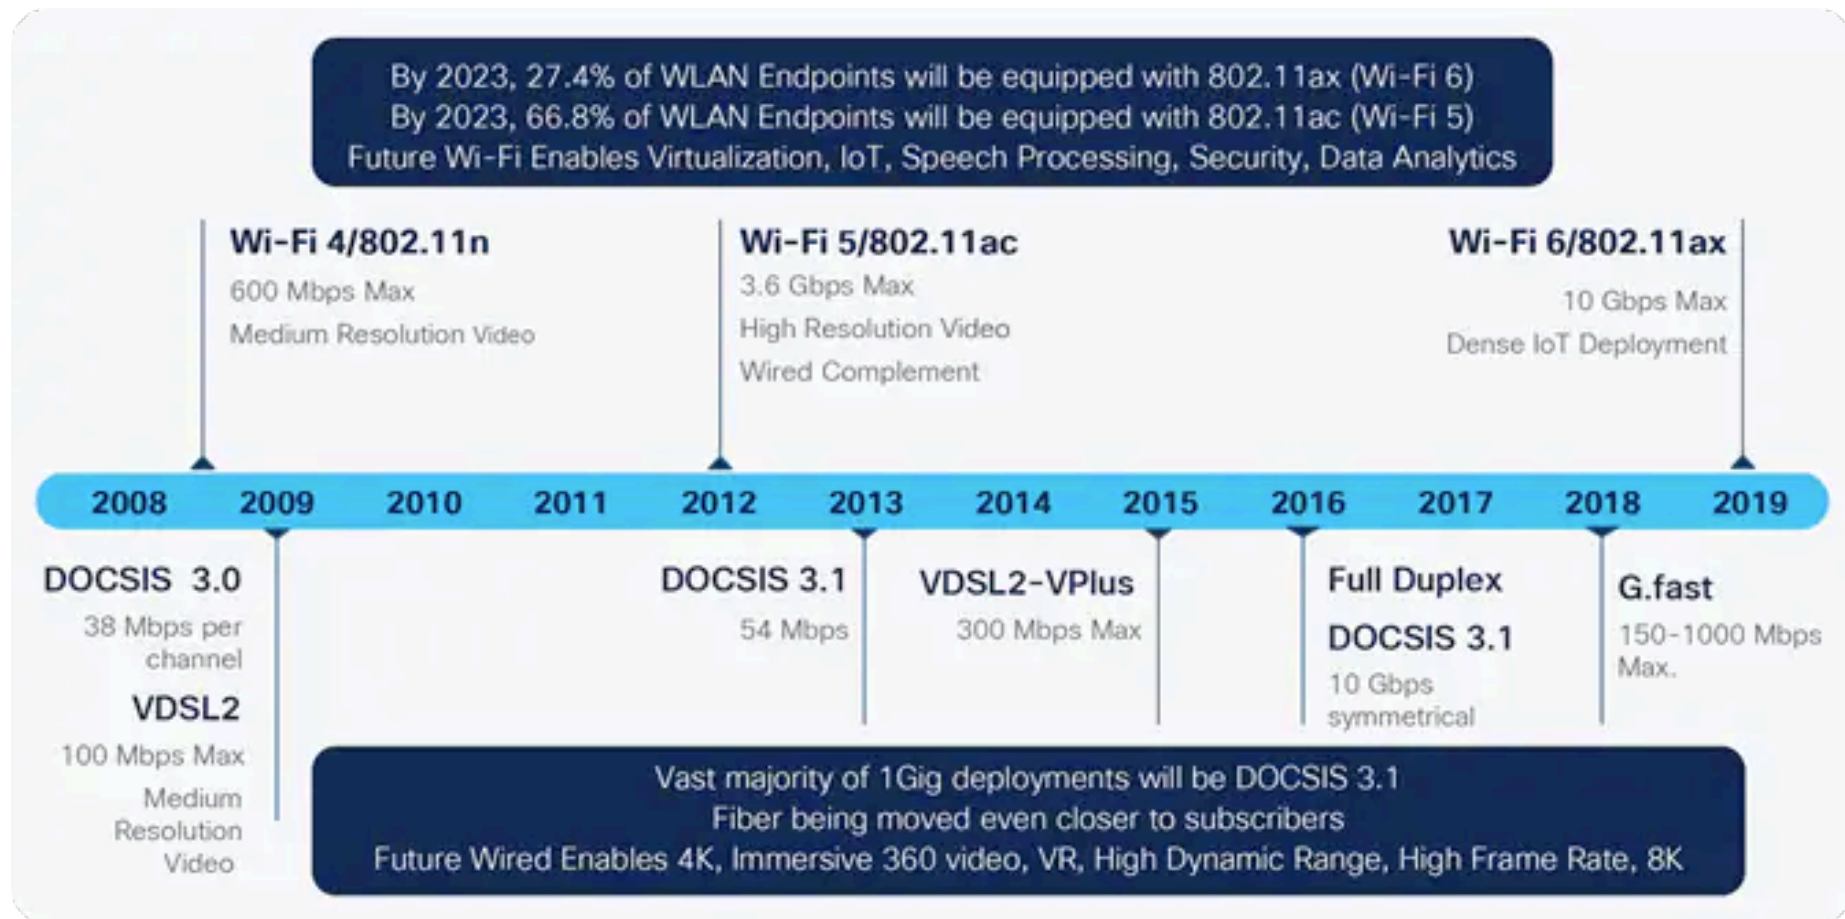 By 2023, 27.4% of WLAN Endpoints will be equipped with 802.11ax (Wi-Fi 6)
By 2023, 66.8% of WLAN Endpoints will be equipped with 802.11ac (Wi-Fi 5)
Future Wi-Fi Enables Virtualization, IoT, Speech Processing, Security, Data Analytics
Wi-Fi 4/802.11n
600 Mbps Max
Medium Resolution Video
Wi-Fi 5/802.11ac
3.6 Gbps Max
High Resolution Video
Wired Complement
Wi-Fi 6/802.11ax
10 Gbps Max
Dense IoT Deployment
2008 2009 2010 2011 2012 2013 2014 2015 2016 2017 2018 2019
DOCSIS 3.0
38 Mbps per
channel
VDSL2
100 Mbps Max
Medium
Resolution
Video
DOCSIS 3.1
54 Mbps
VDSL2-VPlus
300 Mbps Max
Full Duplex
DOCSIS 3.1
10 Gbps
symmetrical
G.fast
150-1000 Mbps
Max.
Vast majority of 1Gig deployments will be DOCSIS 3.1
Fiber being moved even closer to subscribers
Future Wired Enables 4K, Immersive 360 video, VR, High Dynamic Range, High Frame Rate, 8K